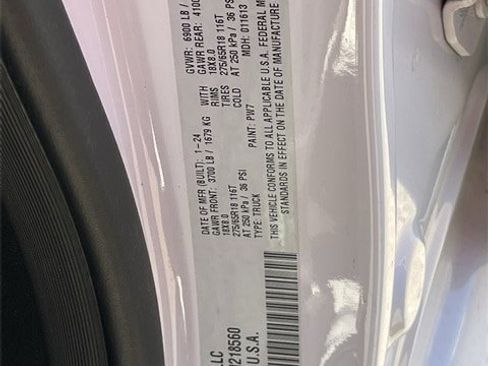 DATE OF MFR (BUILT): 1-24 GVWR: 6900 LB /
GAWR FRONT: 3700 LB / 1679 KG WITH GAWR REAR: 410
18X8.0 RIMS 18X8.0
275/65R18 116T TIRES 275/65R18 116T
AT 250 kPa / 36 PSI COLD AT 250 kPa / 36 PS
TYPE: TRUCK MDH: 011613
PAINT: PW7
THIS VEHICLE CONFORMS TO ALL APPLICABLE U.S.A. FEDERAL M
STANDARDS IN EFFECT ON THE DATE OF MANUFACTURE
LLC
218560
U.S.A.